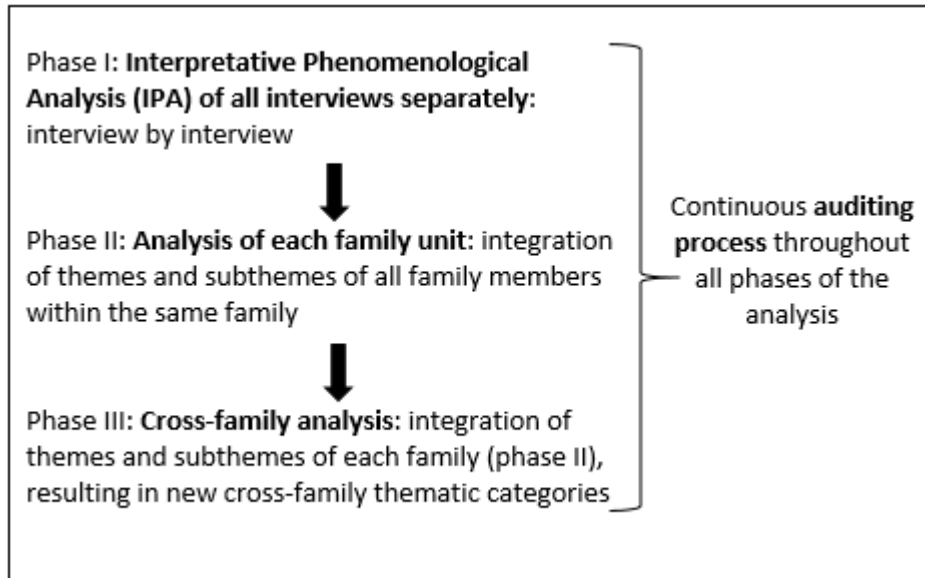 Phase I: Interpretative Phenomenological
Analysis (IPA) of all interviews separately:
interview by interview
Phase II: Analysis of each family unit: integration
of themes and subthemes of all family members
within the same family
Phase III: Cross-family analysis: integration of
themes and subthemes of each family (phase II),
resulting in new cross-family thematic categories
Continuous auditing
process throughout
all phases of the
analysis